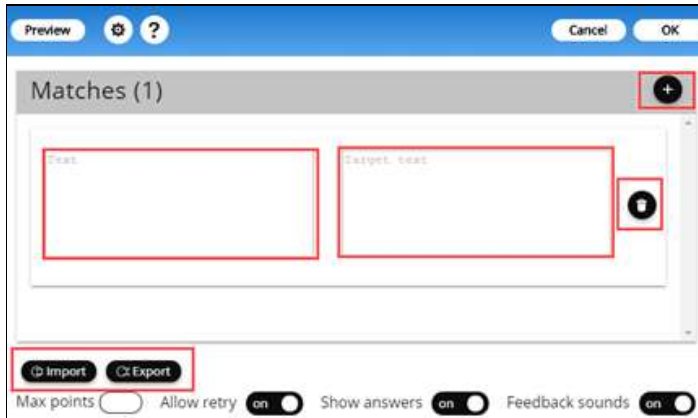 Preview ? Cancel OK
Matches (1) +
Text Target text
Import Export
Max points Allow retry on Show answers on Feedback sounds on